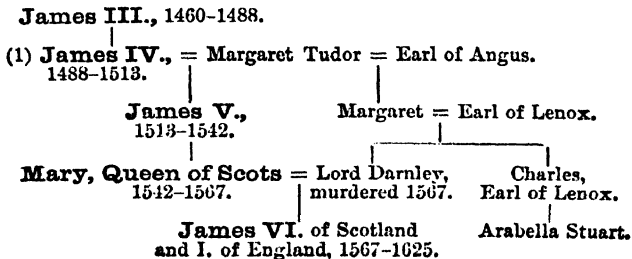 James III., 1460-1488.
(1) James IV., = Margaret Tudor = Earl of Angus.
1488-1513.
James V., Margaret = Earl of Lenox.
1513-1542.
Mary, Queen of Scots = Lord Darnley, Charles,
1542-1567. murdered 1567. Earl of Lenox.
James VI. of Scotland Arabella Stuart.
and I. of England, 1567-1625.